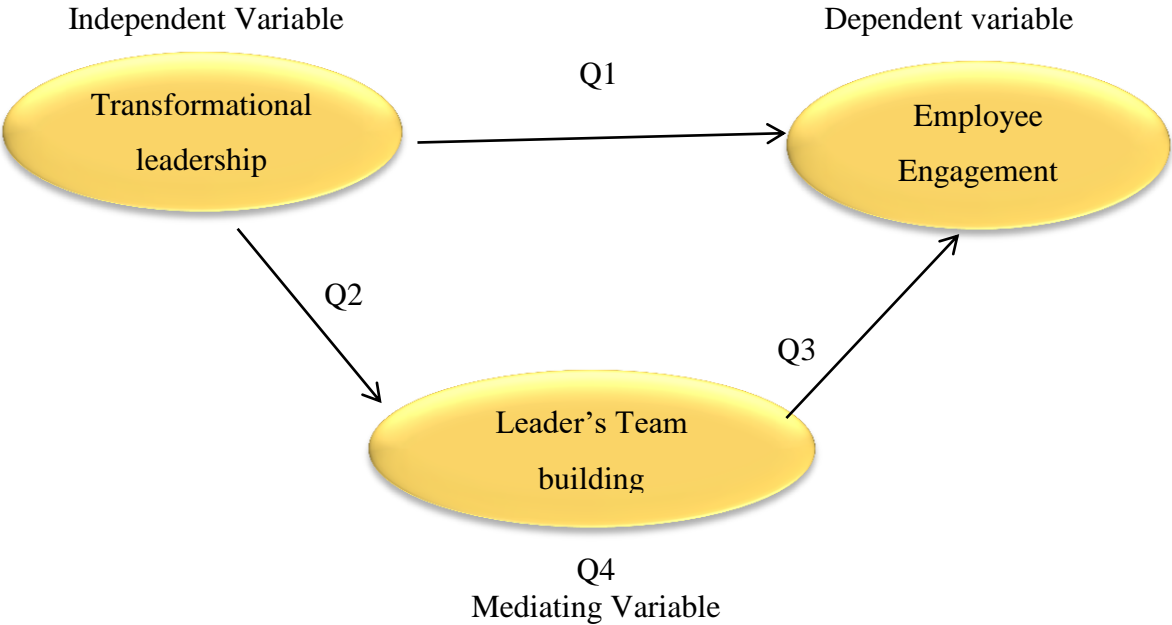 Independent Variable
Dependent variable
Q1
Transformational
leadership
Employee
Engagement
Q2
Q3
Leader’s Team
building
Q4
Mediating Variable